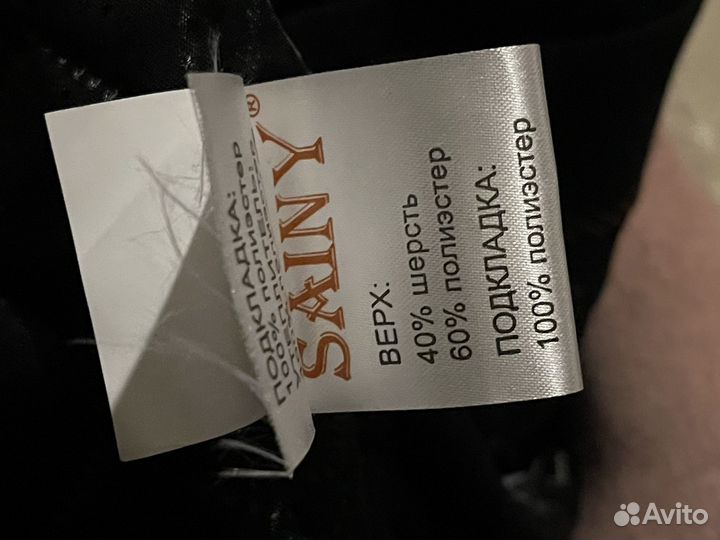 SAINY®
ВЕРХ:
40% шерсть
60% полиэстер
ПОДКЛАДКА:
100% полиэстер
ПОДКЛАДКА:
100% полиэстер
Avito